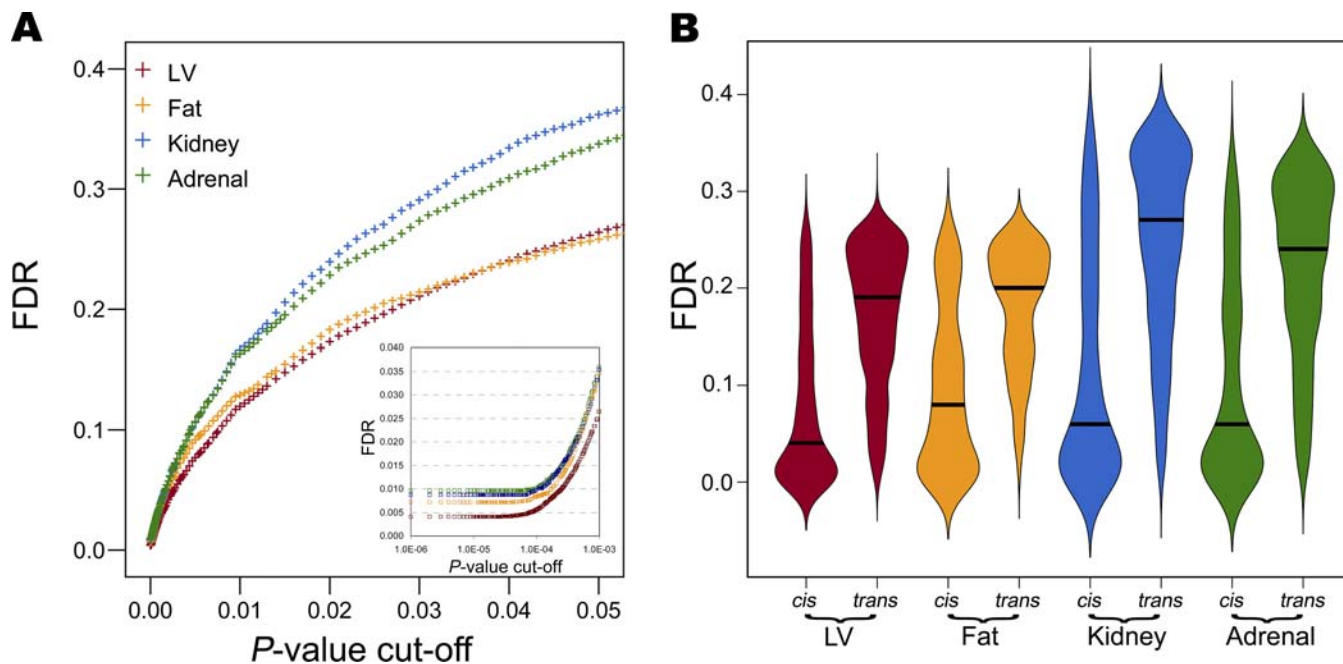 A
FDR
0.4
0.3
0.2
0.1
0.0
LV
Fat
Kidney
Adrenal
FDR
0.040
0.035
0.030
0.025
0.020
0.015
0.010
0.005
0.000
1.0E-06 1.0E-05 1.0E-04 1.0E-03
P-value cut-off
0.00 0.01 0.02 0.03 0.04 0.05
P-value cut-off
B
FDR
0.4
0.3
0.2
0.1
0.0
cis trans cis trans cis trans cis trans
LV Fat Kidney Adrenal